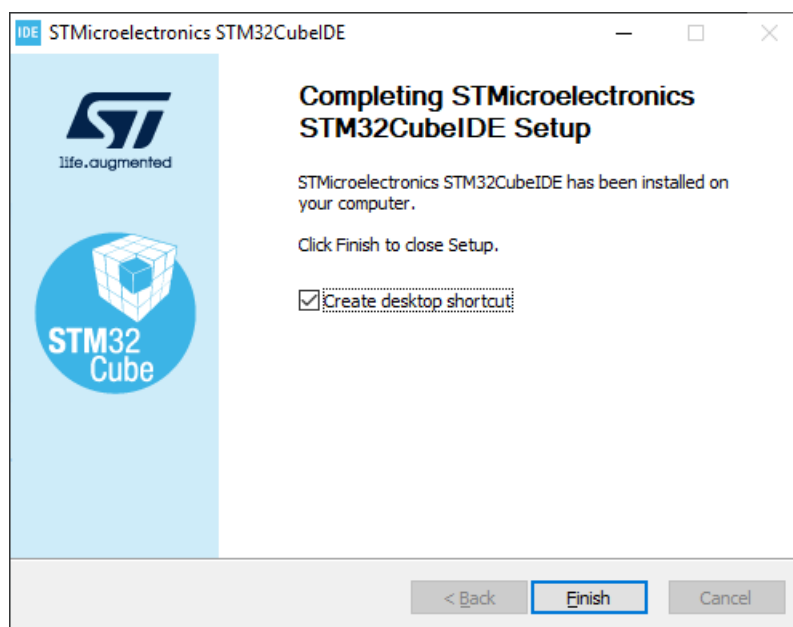 IDE STMicroelectronics STM32CubeIDE
ST
life.augmented
STM32
Cube
Completing STMicroelectronics
STM32CubeIDE Setup
STMicroelectronics STM32CubeIDE has been installed on
your computer.
Click Finish to close Setup.
Create desktop shortcut
< Back
Finish
Cancel